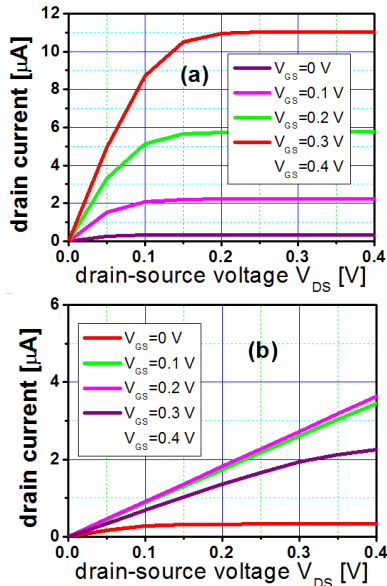 12
10
8
6
4
2
0
drain current [μA]
(a)
V_GS=0 V
V_GS=0.1 V
V_GS=0.2 V
V_GS=0.3 V
V_GS=0.4 V
0.0 0.1 0.2 0.3 0.4
drain-source voltage V_DS [V]
6
4
2
0
drain current [μA]
(b)
V_GS=0 V
V_GS=0.1 V
V_GS=0.2 V
V_GS=0.3 V
V_GS=0.4 V
0.0 0.1 0.2 0.3 0.4
drain-source voltage V_DS [V]